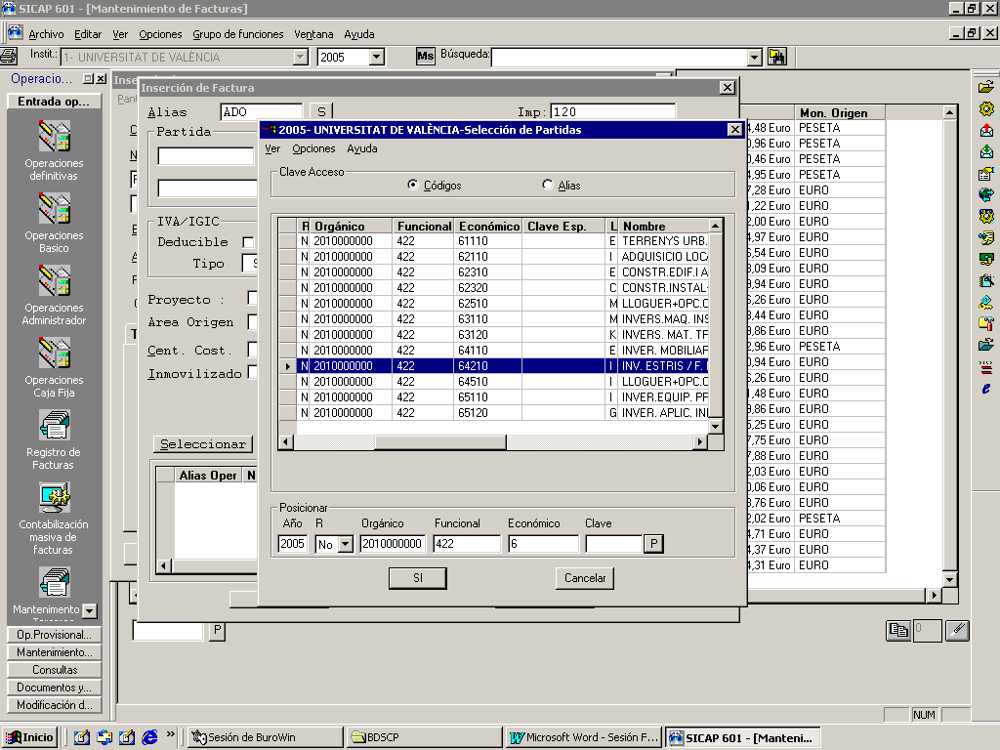 SICAP 601 - [Mantenimiento de Facturas]
Archivo Editar Ver Opciones Grupo de funciones Ventana Ayuda
Instit.: 1- UNIVERSITAT DE VALÈNCIA 2005 Ms Búsqueda:
Operacio...
Entrada op...
Operaciones
definitivas
Operaciones
Basico
Operaciones
Administrador
Operaciones
Caja Fija
Registro de
Facturas
Contabilización
masiva de
facturas
Mantenimiento
Op.Provisional...
Mantenimiento...
Consultas
Documentos y...
Modificación d...
Inserción de Factura
Alias ADO S Imp: 120
Partida
IVA/IGIC
Deducible
Tipo
Proyecto :
Area Origen
Cent. Cost.
Inmovilizado
Seleccionar
Alias Oper N
P
2005- UNIVERSITAT DE VALÈNCIA-Selección de Partidas
Ver Opciones Ayuda
Clave Acceso
Códigos Alias
R Orgánico Funcional Económico Clave Esp. L Nombre
N 2010000000 422 61110 E TERRENYS URB.
N 2010000000 422 62110 I ADQUISICIO LOCA
N 2010000000 422 62310 E CONSTR.EDIF.I A
N 2010000000 422 62320 C CONSTR.INSTAL
N 2010000000 422 62510 M LLOGUER+OPC.C
N 2010000000 422 63110 M INVERS.MAQ. INS
N 2010000000 422 63120 K INVERS. MAT. TF
N 2010000000 422 64110 E INVER. MOBILIAF
N 2010000000 422 64210 I INV. ESTRIS / F.
N 2010000000 422 64510 I LLOGUER+OPC.C
N 2010000000 422 65110 I INVER.EQUIP. PF
N 2010000000 422 65120 G INVER. APLIC. INI
Posicionar
Año R Orgánico Funcional Económico Clave
2005 No 2010000000 422 6 P
SI Cancelar
Mon. Origen
4,48 Euro PESETA
0,96 Euro PESETA
0,46 Euro PESETA
4,95 Euro PESETA
7,28 Euro EURO
1,22 Euro EURO
2,00 Euro EURO
4,97 Euro EURO
6,54 Euro EURO
3,09 Euro EURO
9,94 Euro EURO
3,44 Euro EURO
9,86 Euro EURO
2,96 Euro PESETA
0,94 Euro EURO
6,26 Euro EURO
1,48 Euro EURO
9,86 Euro EURO
6,25 Euro EURO
7,75 Euro EURO
7,88 Euro EURO
2,03 Euro EURO
0,06 Euro EURO
8,76 Euro EURO
2,02 Euro PESETA
4,71 Euro EURO
4,37 Euro EURO
4,31 Euro EURO
0
NUM
Inicio » Sesión de BuroWin BDSCP Microsoft Word - Sesión F... SICAP 601 - [Manteni...